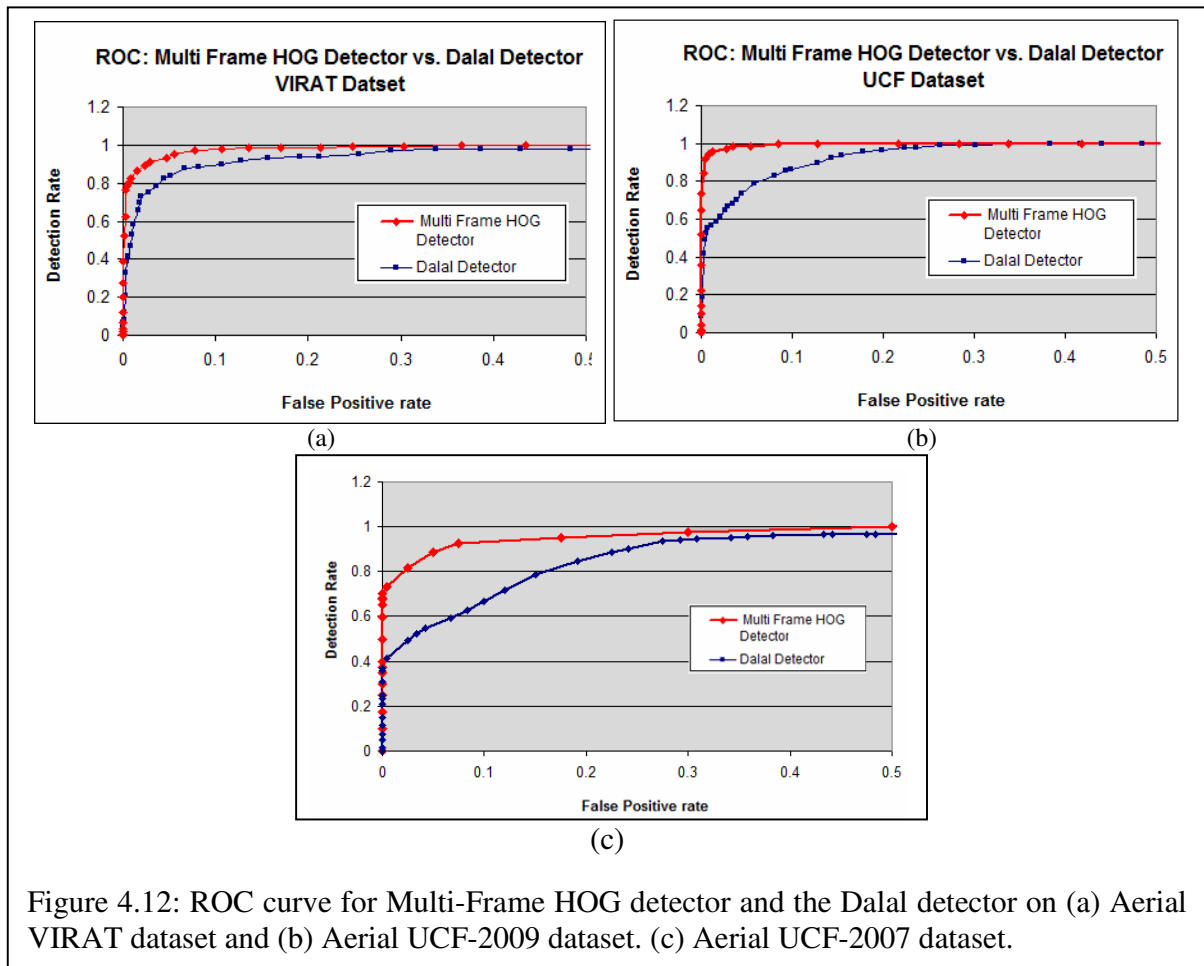 ROC: Multi Frame HOG Detector vs. Dalal Detector
VIRAT Datset
1.2
1
0.8
0.6
0.4
0.2
0
Detection Rate
Multi Frame HOG
Detector
Dalal Detector
0 0.1 0.2 0.3 0.4 0.5
False Positive rate
(a)
ROC: Multi Frame HOG Detector vs. Dalal Detector
UCF Dataset
1.2
1
0.8
0.6
0.4
0.2
0
Detection Rate
Multi Frame HOG
Detector
Dalal Detector
0 0.1 0.2 0.3 0.4 0.5
False Positive rate
(b)
1.2
1
0.8
0.6
0.4
0.2
0
Detection Rate
Multi Frame HOG
Detector
Dalal Detector
0 0.1 0.2 0.3 0.4 0.5
False Positive rate
(c)
Figure 4.12: ROC curve for Multi-Frame HOG detector and the Dalal detector on (a) Aerial
VIRAT dataset and (b) Aerial UCF-2009 dataset. (c) Aerial UCF-2007 dataset.